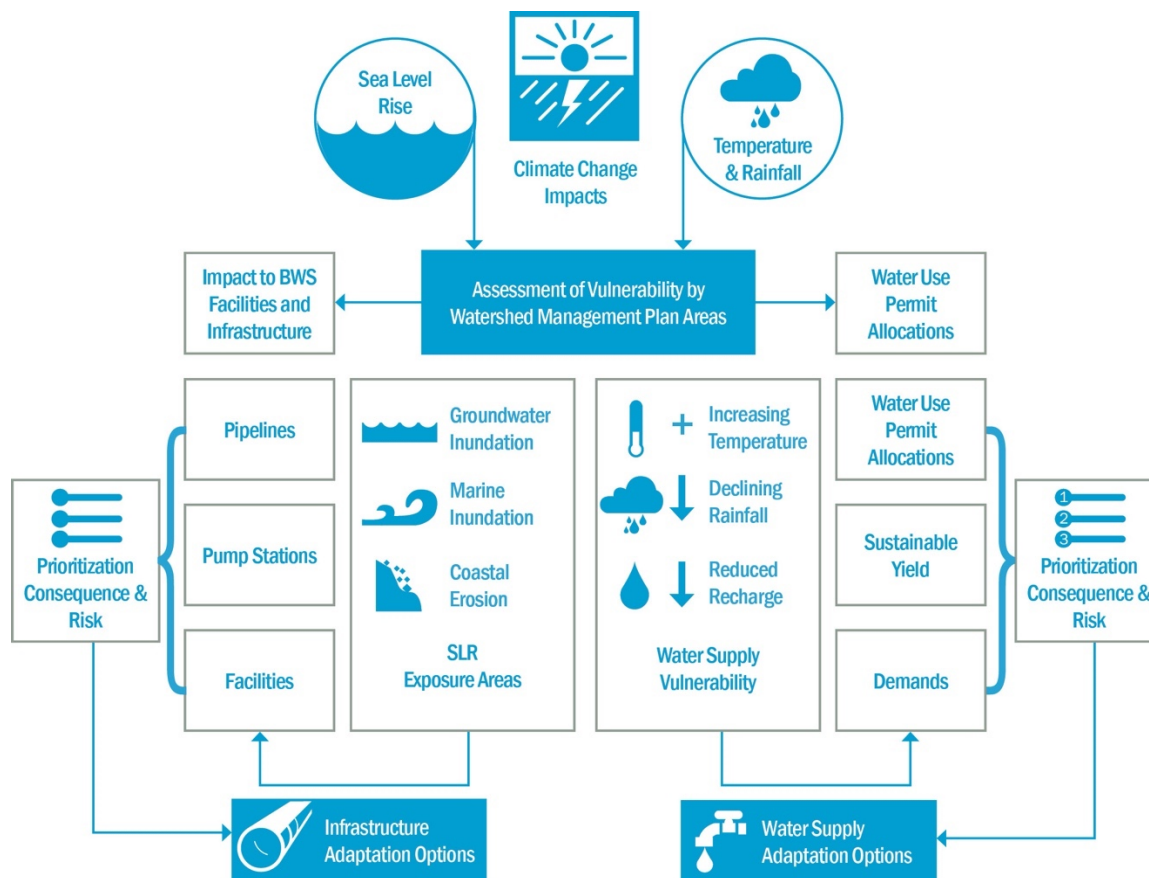 Sea Level
Rise
Climate Change
Impacts
Temperature
& Rainfall
Impact to BWS
Facilities and
Infrastructure
Assessment of Vulnerability by
Watershed Management Plan Areas
Water Use
Permit
Allocations
Prioritization
Consequence &
Risk
Pipelines
Pump Stations
Facilities
Groundwater
Inundation
Marine
Inundation
Coastal
Erosion
SLR
Exposure Areas
+
Increasing
Temperature
Declining
Rainfall
Reduced
Recharge
Water Supply
Vulnerability
Water Use
Permit
Allocations
Sustainable
Yield
Demands
1
2
3
Prioritization
Consequence &
Risk
Infrastructure
Adaptation Options
Water Supply
Adaptation Options